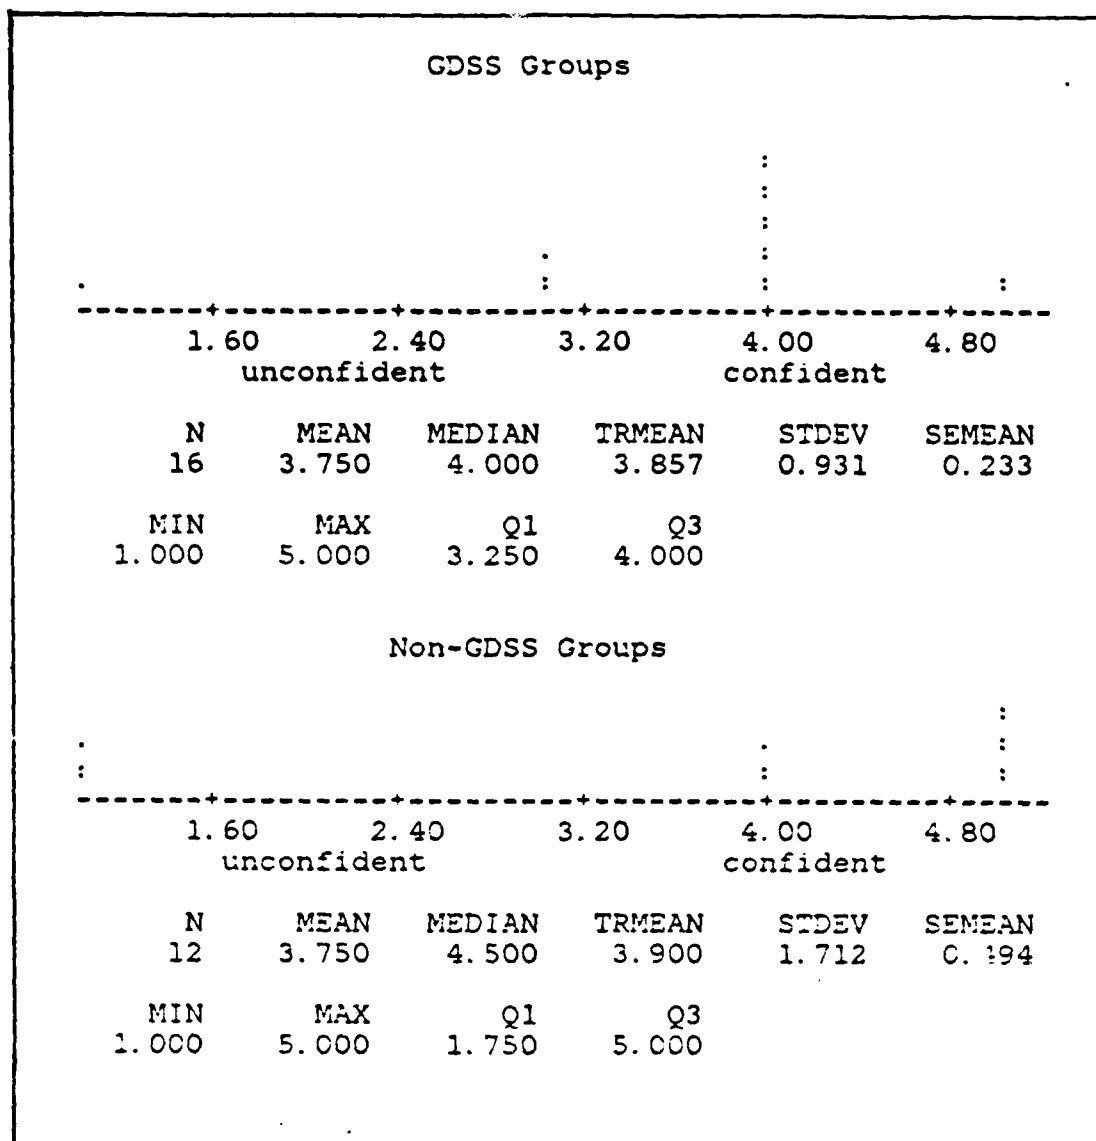 GDSS Groups
1.60 2.40 3.20 4.00 4.80
unconfident confident
N MEAN MEDIAN TRMEAN STDEV SEMEAN
16 3.750 4.000 3.857 0.931 0.233
MIN MAX Q1 Q3
1.000 5.000 3.250 4.000
Non-GDSS Groups
1.60 2.40 3.20 4.00 4.80
unconfident confident
N MEAN MEDIAN TRMEAN STDEV SEMEAN
12 3.750 4.500 3.900 1.712
MIN MAX Q1 Q3
1.000 5.000 1.750 5.000